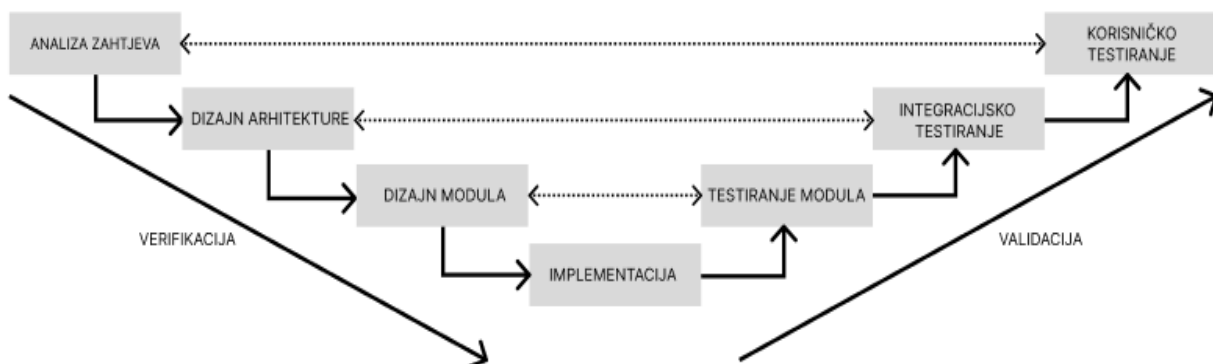 ANALIZA ZAHTJEVA
KORISNIČKO
TESTIRANJE
DIZAJN ARHITEKTURE
INTEGRACIJSKO
TESTIRANJE
DIZAJN MODULA
TESTIRANJE MODULA
VERIFIKACIJA
VALIDACIJA
IMPLEMENTACIJA